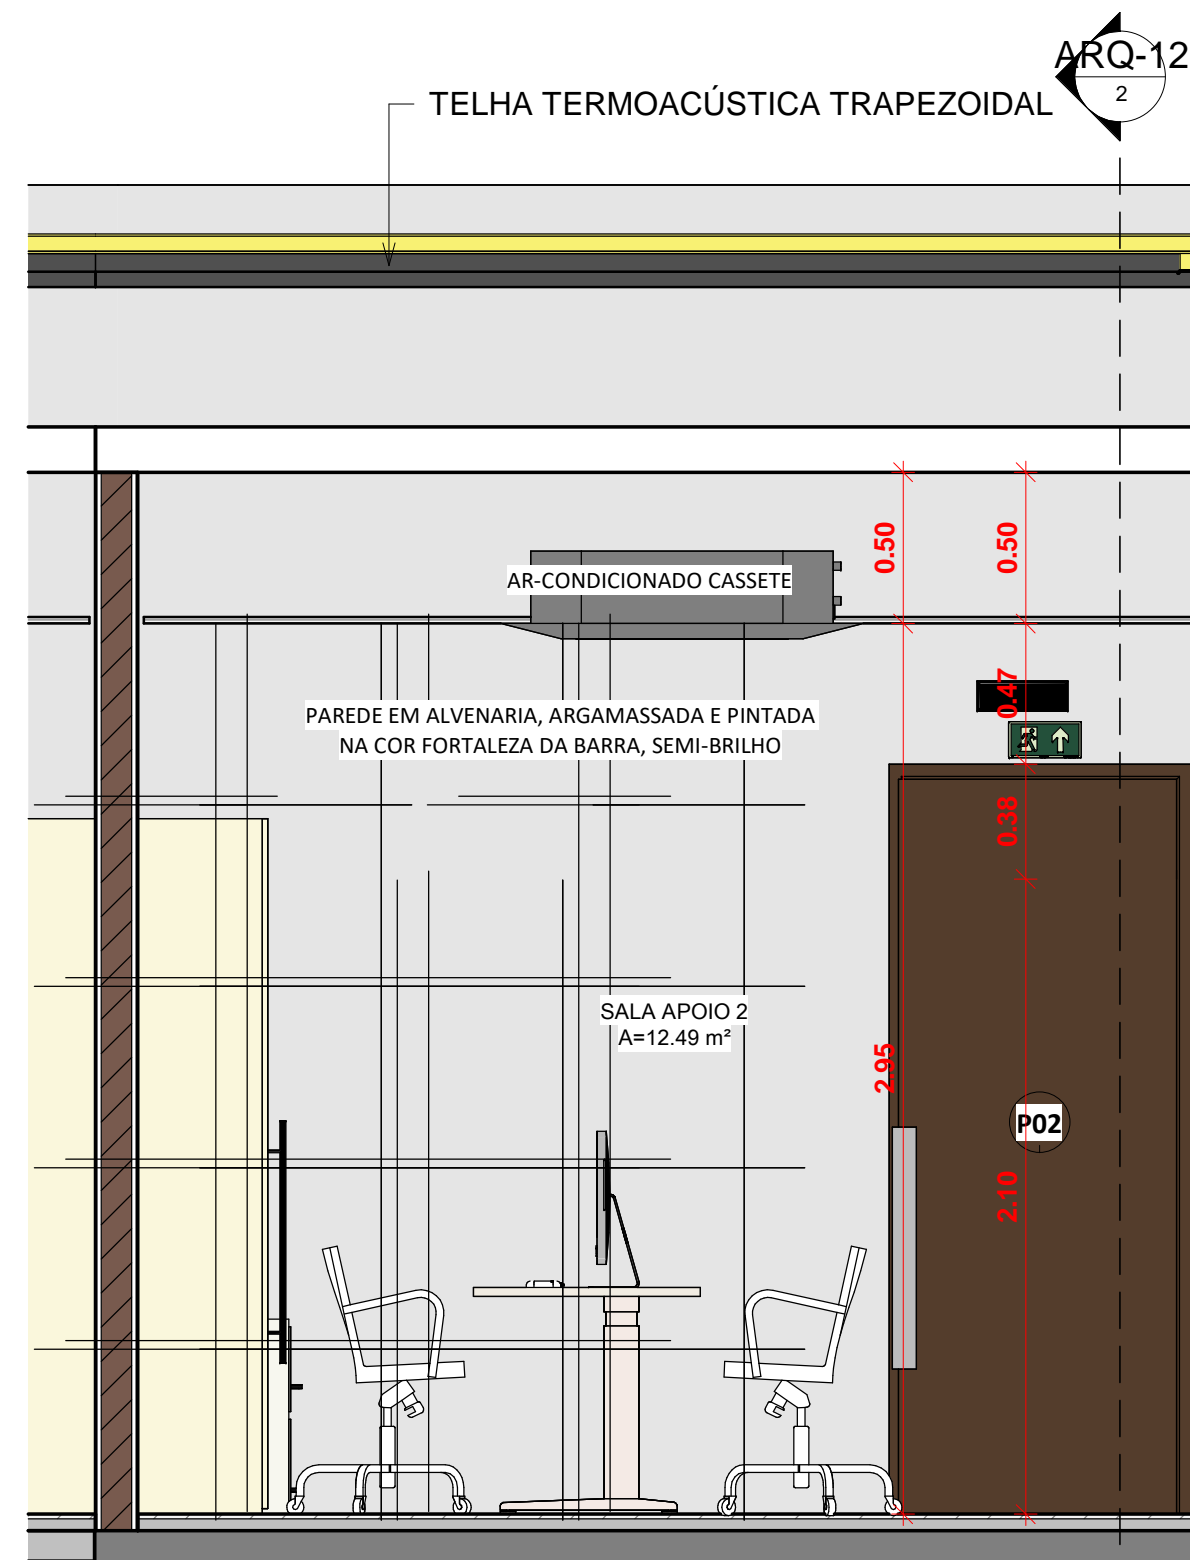 ARQ-12
2
TELHA TERMOACÚSTICA TRAPEZOIDAL
0.50
0.50
AR-CONDICIONADO CASSETE
0.47
PAREDE EM ALVENARIA, ARGAMASSADA E PINTADA
NA COR FORTALEZA DA BARRA, SEMI-BRILHO
0.38
SALA APOIO 2
A=12.49 m²
2.95
P02
2.10